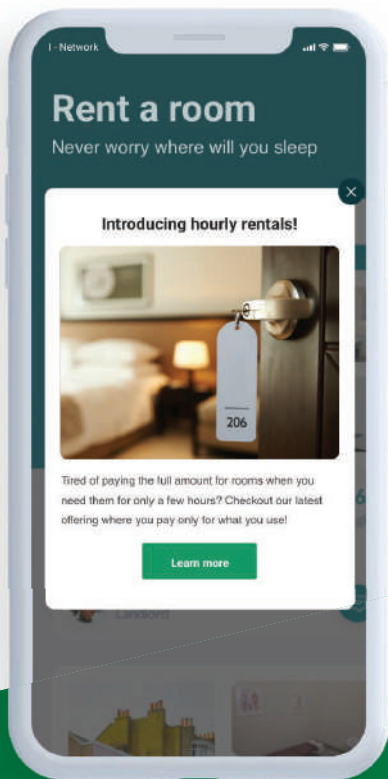 I - Network
Rent a room
Never worry where will you sleep
Introducing hourly rentals!
206
Tired of paying the full amount for rooms when you
need them for only a few hours? Checkout our latest
offering where you pay only for what you use!
Learn more
Landlord